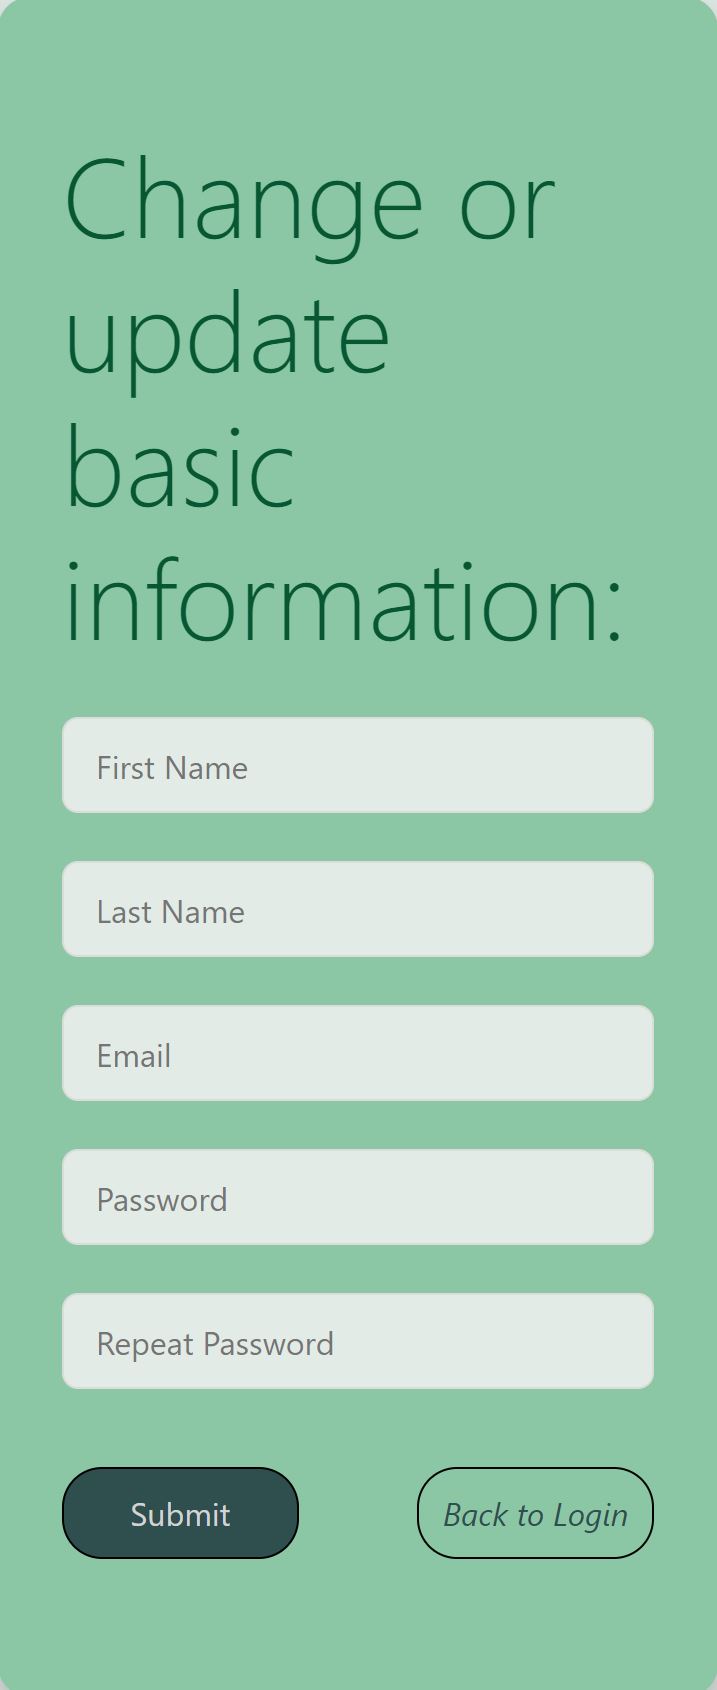 Change or
update
basic
information:
First Name
Last Name
Email
Password
Repeat Password
Submit
Back to Login